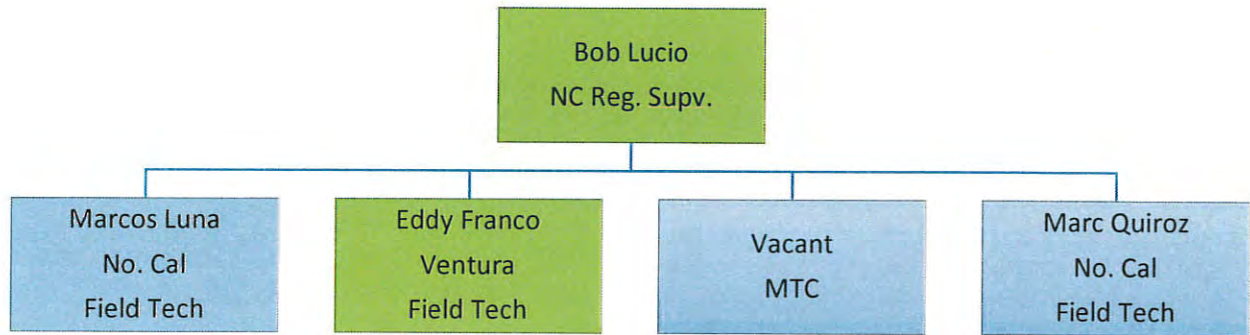 Bob Lucio
NC Reg. Supv.
Marcos Luna
No. Cal
Field Tech
Eddy Franco
Ventura
Field Tech
Vacant
MTC
Marc Quiroz
No. Cal
Field Tech